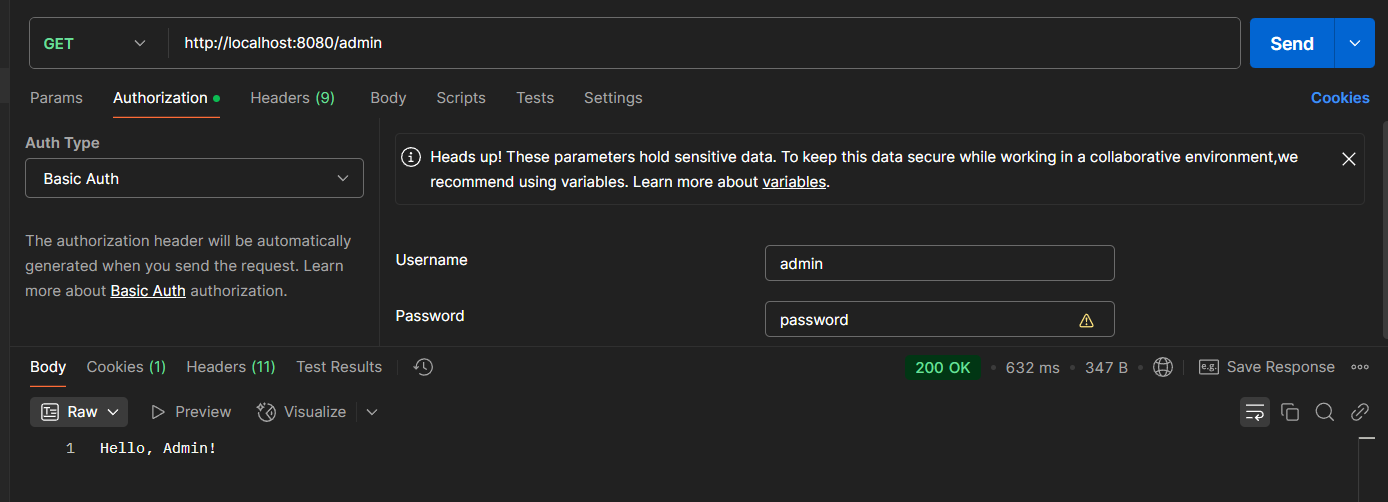 GET http://localhost:8080/admin Send
Params Authorization Headers (9) Body Scripts Tests Settings Cookies
Auth Type
Basic Auth
The authorization header will be automatically
generated when you send the request. Learn
more about Basic Auth authorization.
Heads up! These parameters hold sensitive data. To keep this data secure while working in a collaborative environment,we
recommend using variables. Learn more about variables.
Username admin
Password password
Body Cookies (1) Headers (11) Test Results 200 OK • 632 ms • 347 B • e.g. Save Response
Raw Preview Visualize
1 Hello, Admin!